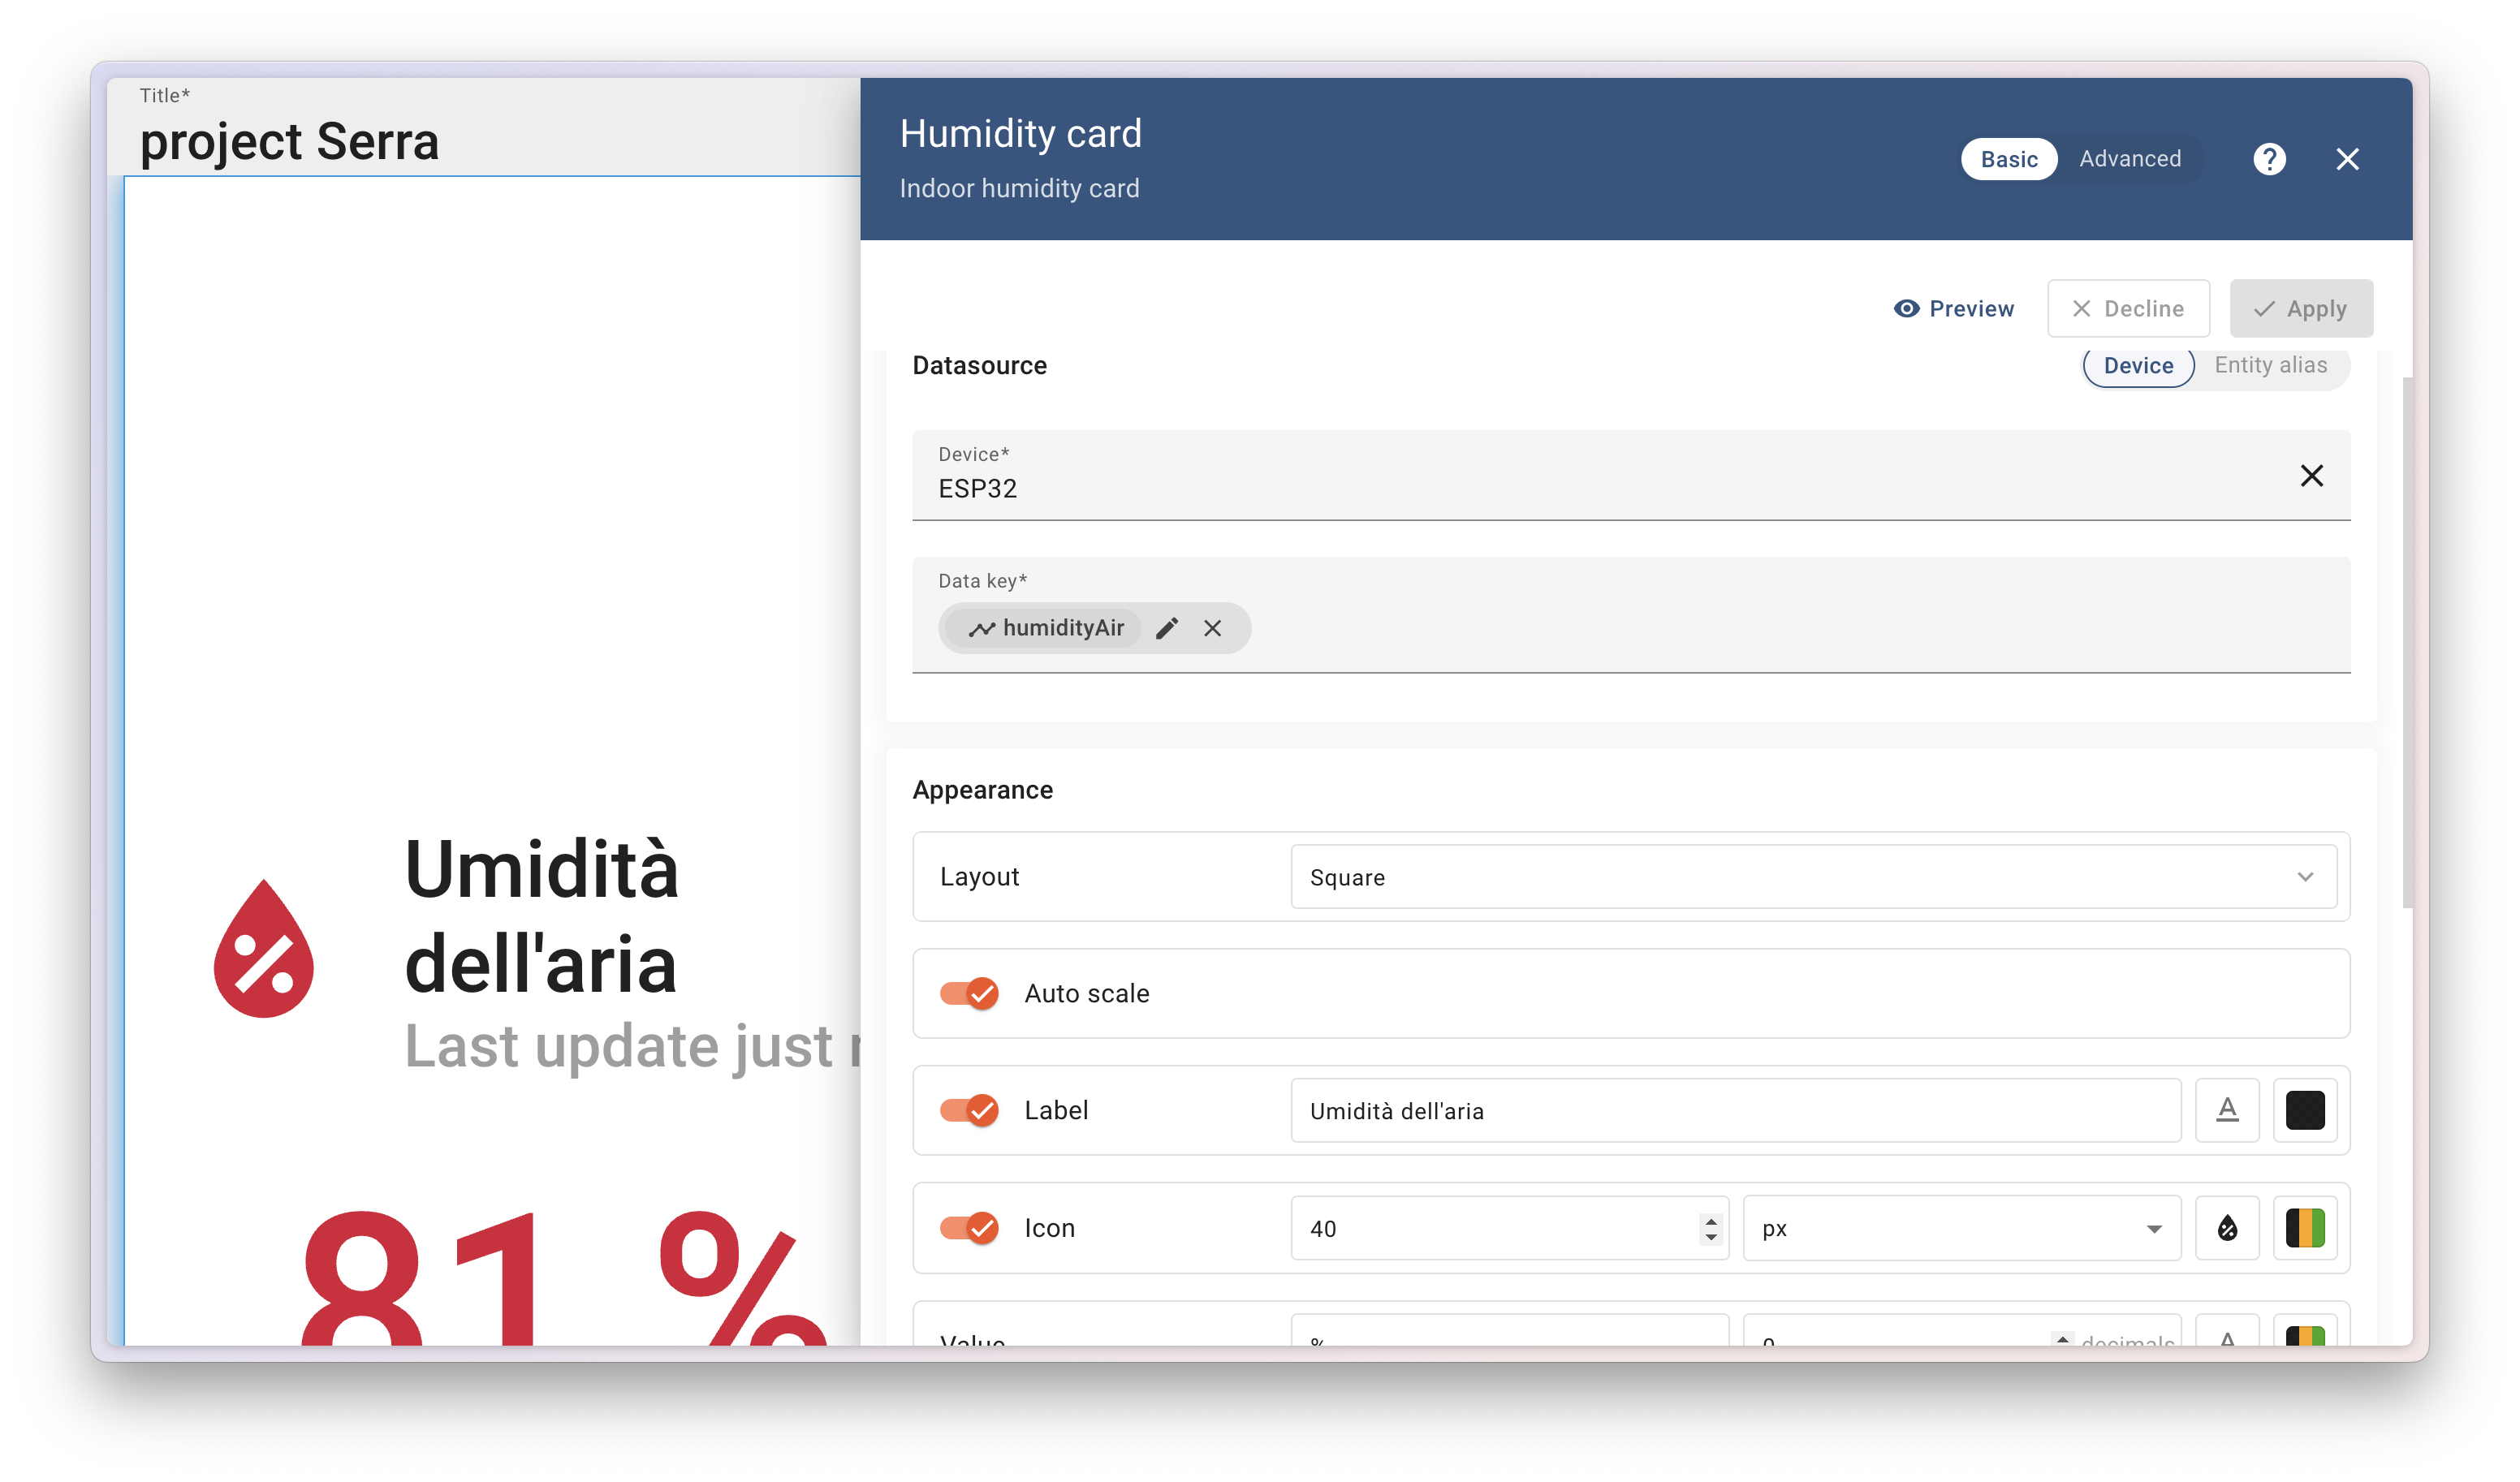 Title*
project Serra
Umidità
dell'aria
Last update just
81 %
Humidity card
Indoor humidity card
Basic
Advanced
Preview
Decline
Apply
Datasource
Device
Entity alias
Device*
ESP32
Data key*
humidityAir
Appearance
Layout
Square
Auto scale
Label
Umidità dell'aria
Icon
40
px
Value
%
0
decimals